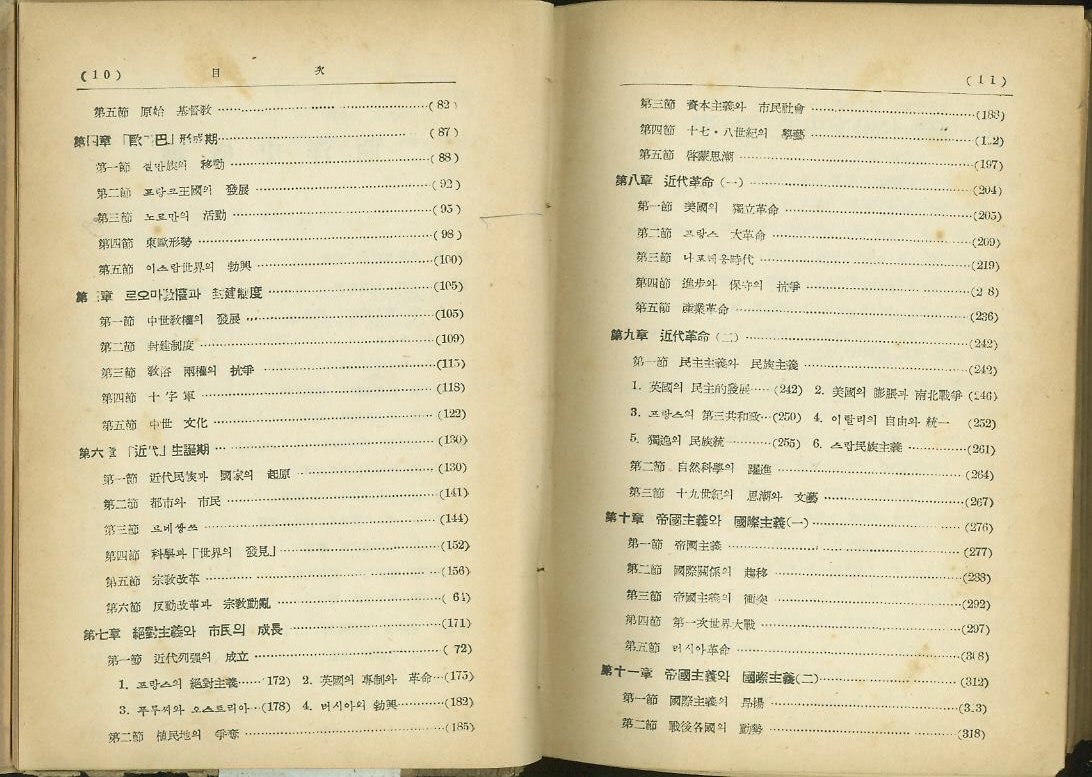 (10) 目 次
第五節 原始 基督教 ……(82)
第四章 「歐 巴」形成期……(87)
第一節 껠만族의 移動……(88)
第二節 프랑크王國의 發展……(92)
第三節 노르만의 活動……(95)
第四節 東歐形勢……(98)
第五節 이스람世界의 勃興……(100)
第 章 로오마敎權과 封建制度……(105)
第一節 中世敎權의 發展……(105)
第二節 封建制度……(109)
第三節 敎俗 兩權의 抗爭……(115)
第四節 十字軍……(118)
第五節 中世 文化……(122)
第六章 「近代」生誕期……(130)
第一節 近代民族과 國家의 起原……(130)
第二節 都市와 市民……(141)
第三節 르네쌍쓰……(144)
第四節 科學과「世界의 發見」……(152)
第五節 宗敎改革……(156)
第六節 反動改革과 宗敎動亂……( 64)
第七章 絕對主義와 市民의 成長……(171)
第一節 近代列强의 成立……( 72)
1. 프랑스의 絕對主義…… 172) 2. 英國의 專制와 革命…(175)
3. 푸롯씨와 오스트리아…(178) 4. 러시아의 勃興……(182)
第二節 植民地의 爭奪……(185)
(11)
第三節 資本主義와 市民社會……(188)
第四節 十七・八世紀의 學藝……(1 2)
第五節 啓蒙思潮……(197)
第八章 近代革命 (一)……(204)
第一節 美國의 獨立革命……(205)
第二節 프랑스 大革命……(209)
第三節 나포레옹時代……(219)
第四節 進步와 保守의 抗爭……(2 8)
第五節 產業革命……(236)
第九章 近代革命 (二)……(242)
第一節 民主主義와 民族主義……(242)
1. 英國의 民主的發展……(242) 2. 美國의 膨脹과 南北戰爭 (246)
3. 프랑스의 第三共和政…(250) 4. 이탈리의 自由와 統一 (252)
5. 獨逸의 民族統一……(255) 6. 스랍民族主義……(261)
第二節 自然科學의 躍進……(264)
第三節 十九世紀의 思潮와 文藝……(267)
第十章 帝國主義와 國際主義(一)……(276)
第一節 帝國主義……(277)
第二節 國際關係의 趨移……(288)
第三節 帝國主義의 衝突……(292)
第四節 第一次世界大戰……(297)
第五節 러시아革命……(308)
第十一章 帝國主義와 國際主義(二)……(312)
第一節 國際主義의 昂揚……(3 3)
第二節 戰後各國의 動勢……(318)